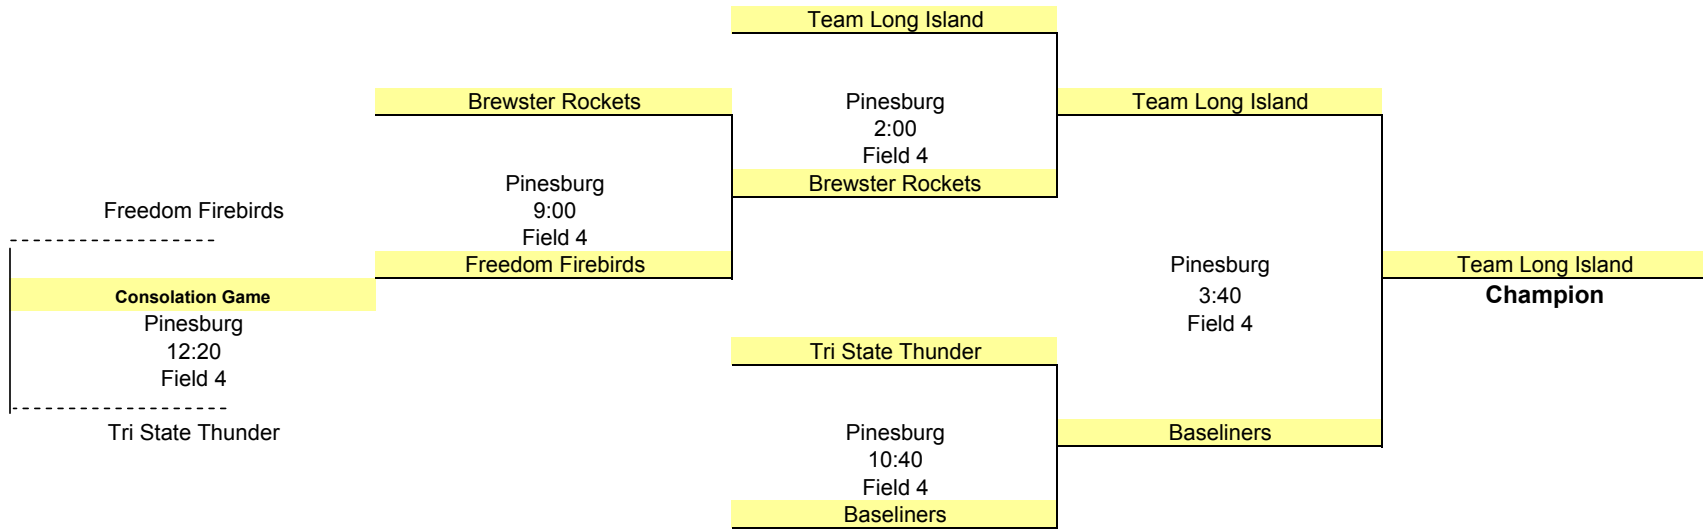 Team Long Island
Brewster Rockets
Pinesburg
2:00
Field 4
Team Long Island
Pinesburg
9:00
Field 4
Brewster Rockets
Freedom Firebirds
Freedom Firebirds
Consolation Game
Pinesburg
12:20
Field 4
Tri State Thunder
Pinesburg
3:40
Field 4
Team Long Island
Champion
Tri State Thunder
Pinesburg
10:40
Field 4
Baseliners
Baseliners